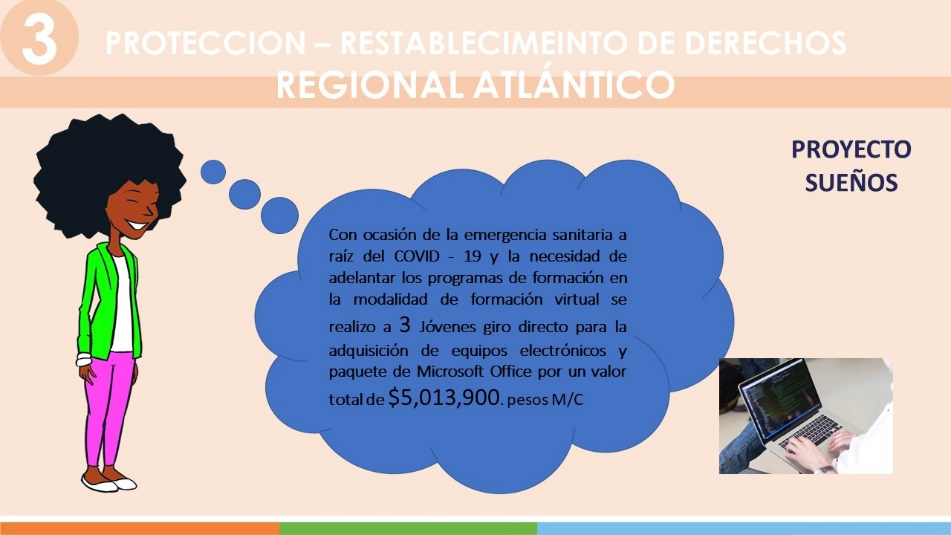 3
PROTECCION – RESTABLECIMEINTO DE DERECHOS
REGIONAL ATLÁNTICO
PROYECTO
SUEÑOS
Con ocasión de la emergencia sanitaria a
raíz del COVID - 19 y la necesidad de
adelantar los programas de formación en
la modalidad de formación virtual se
realizo a 3 Jóvenes giro directo para la
adquisición de equipos electrónicos y
paquete de Microsoft Office por un valor
total de $5,013,900. pesos M/C